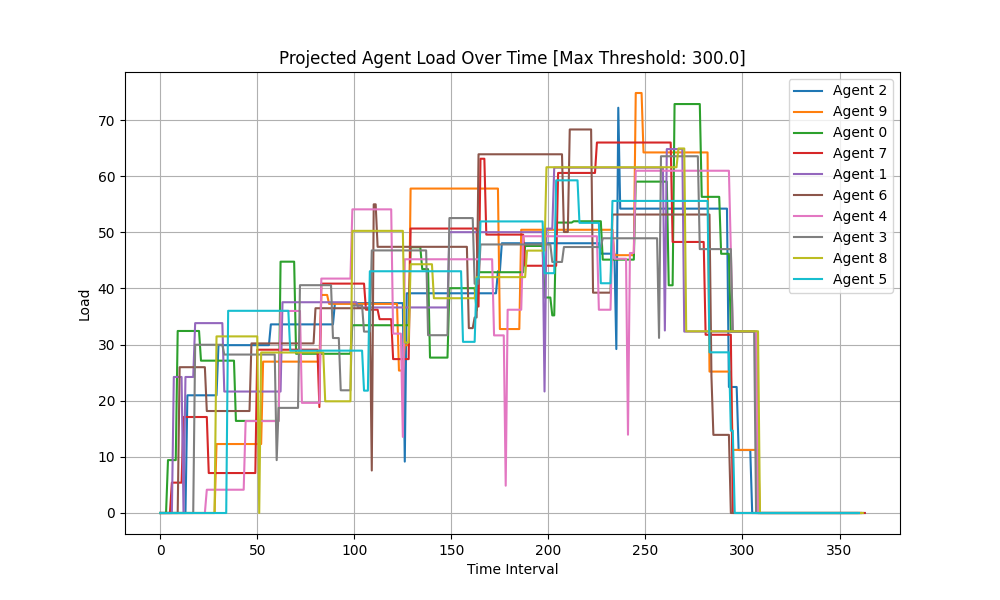 Projected Agent Load Over Time [Max Threshold: 300.0]
Load
70
60
50
40
30
20
10
0
0 50 100 150 200 250 300 350
Time Interval
Agent 2
Agent 9
Agent 0
Agent 7
Agent 1
Agent 6
Agent 4
Agent 3
Agent 8
Agent 5